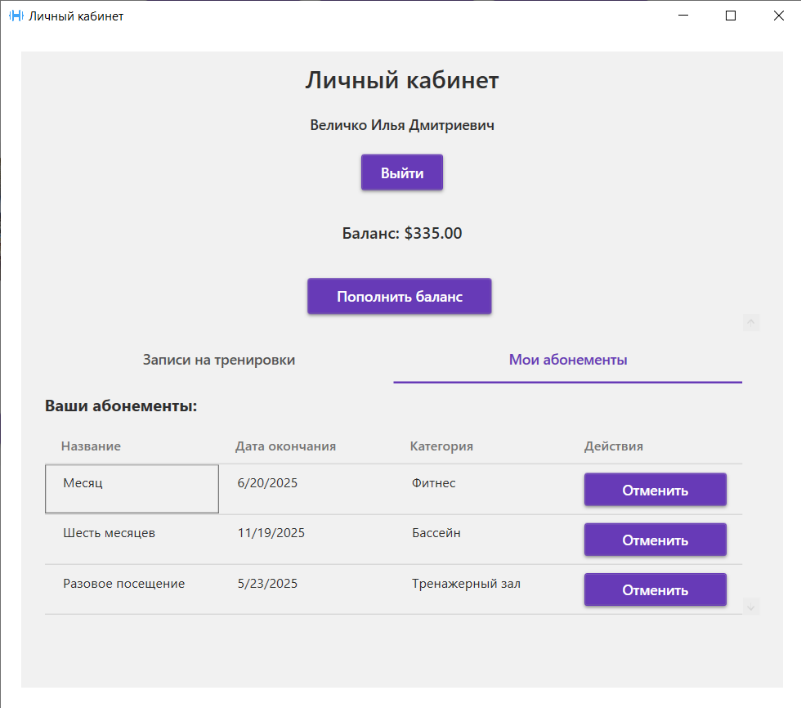 Личный кабинет
Личный кабинет
Величко Илья Дмитриевич
Выйти
Баланс: $335.00
Пополнить баланс
Записи на тренировки Мои абонементы
Ваши абонементы:
Название Дата окончания Категория Действия
Месяц 6/20/2025 Фитнес Отменить
Шесть месяцев 11/19/2025 Бассейн Отменить
Разовое посещение 5/23/2025 Тренажерный зал Отменить